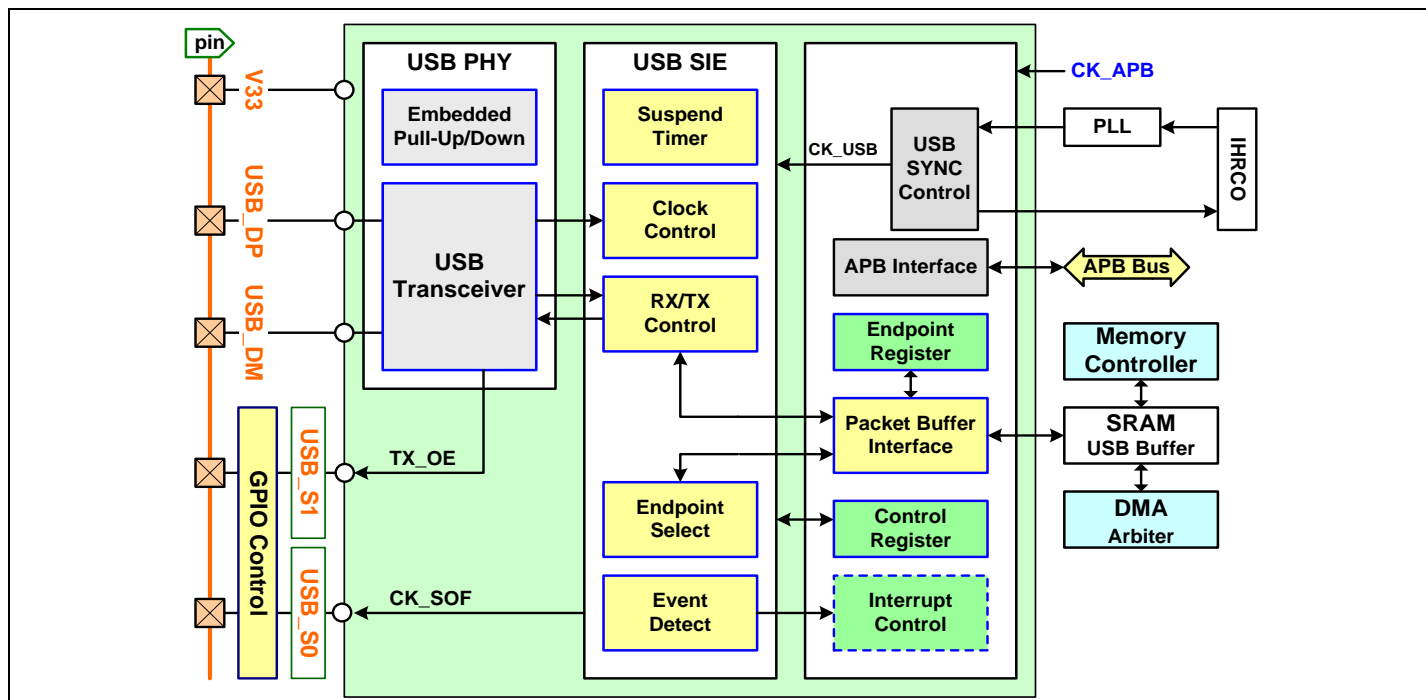 pin
V33
USB_DP
USB_DM
USB_S1
USB_S0
GPIO Control
TX_OE
CK_SOF
USB PHY
Embedded
Pull-Up/Down
USB
Transceiver
USB SIE
Suspend
Timer
Clock
Control
RX/TX
Control
Endpoint
Select
Event
Detect
CK_USB
CK_APB
USB
SYNC
Control
PLL
IHRCO
APB Interface
APB Bus
Endpoint
Register
Packet Buffer
Interface
Control
Register
Interrupt
Control
Memory
Controller
SRAM
USB Buffer
DMA
Arbiter